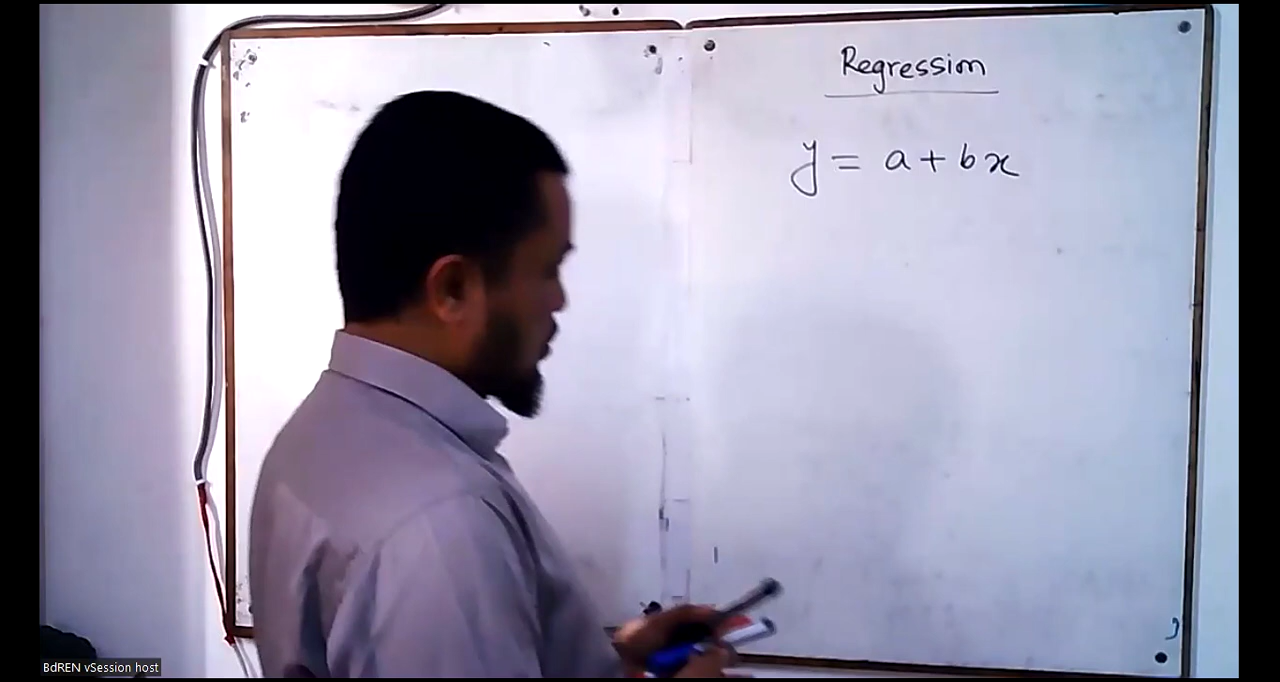 Regression
y = a + bx
BdREN vSession host